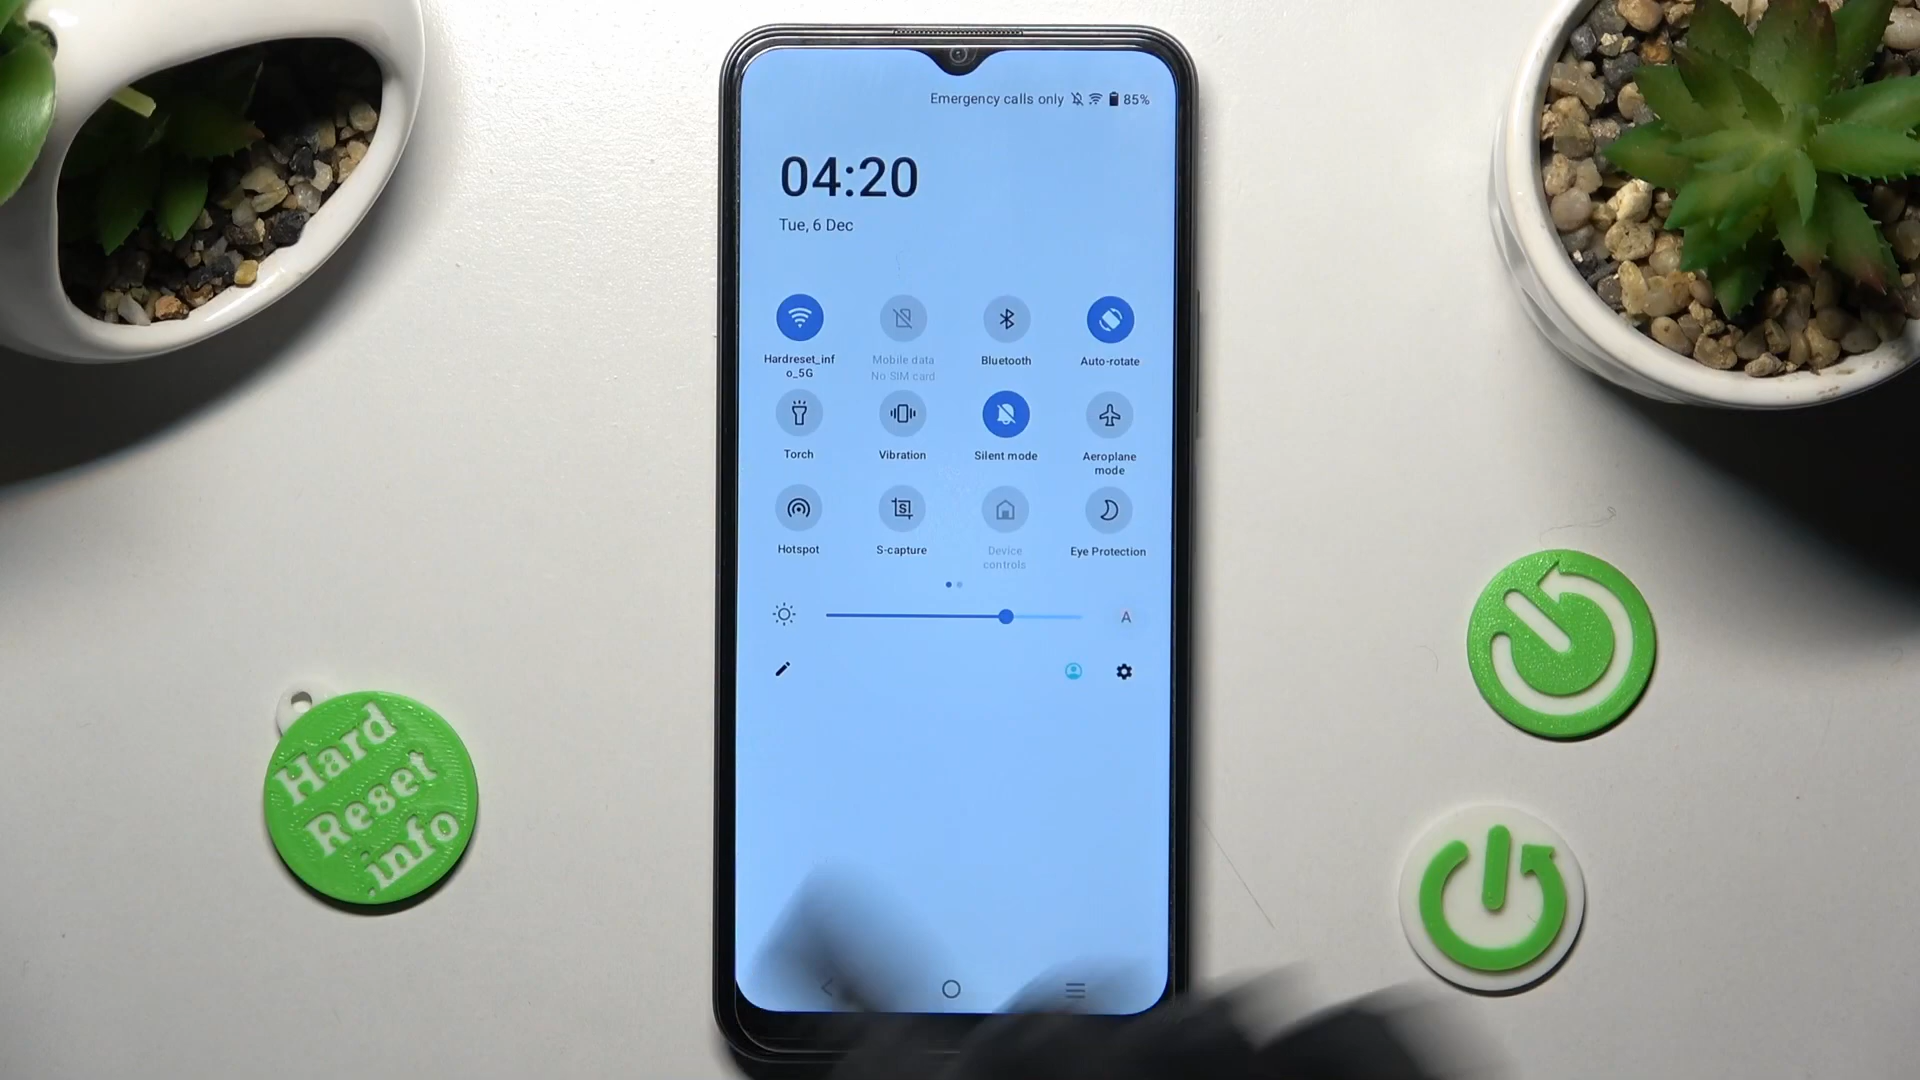 Emergency calls only 85%
04:20
Tue, 6 Dec
Hardreset_inf
o_5G
Mobile data
No SIM card
Bluetooth
Auto-rotate
Torch
Vibration
Silent mode
Aeroplane
mode
Hotspot
S-capture
Device
controls
Eye Protection
A
Hard
Reset
.info